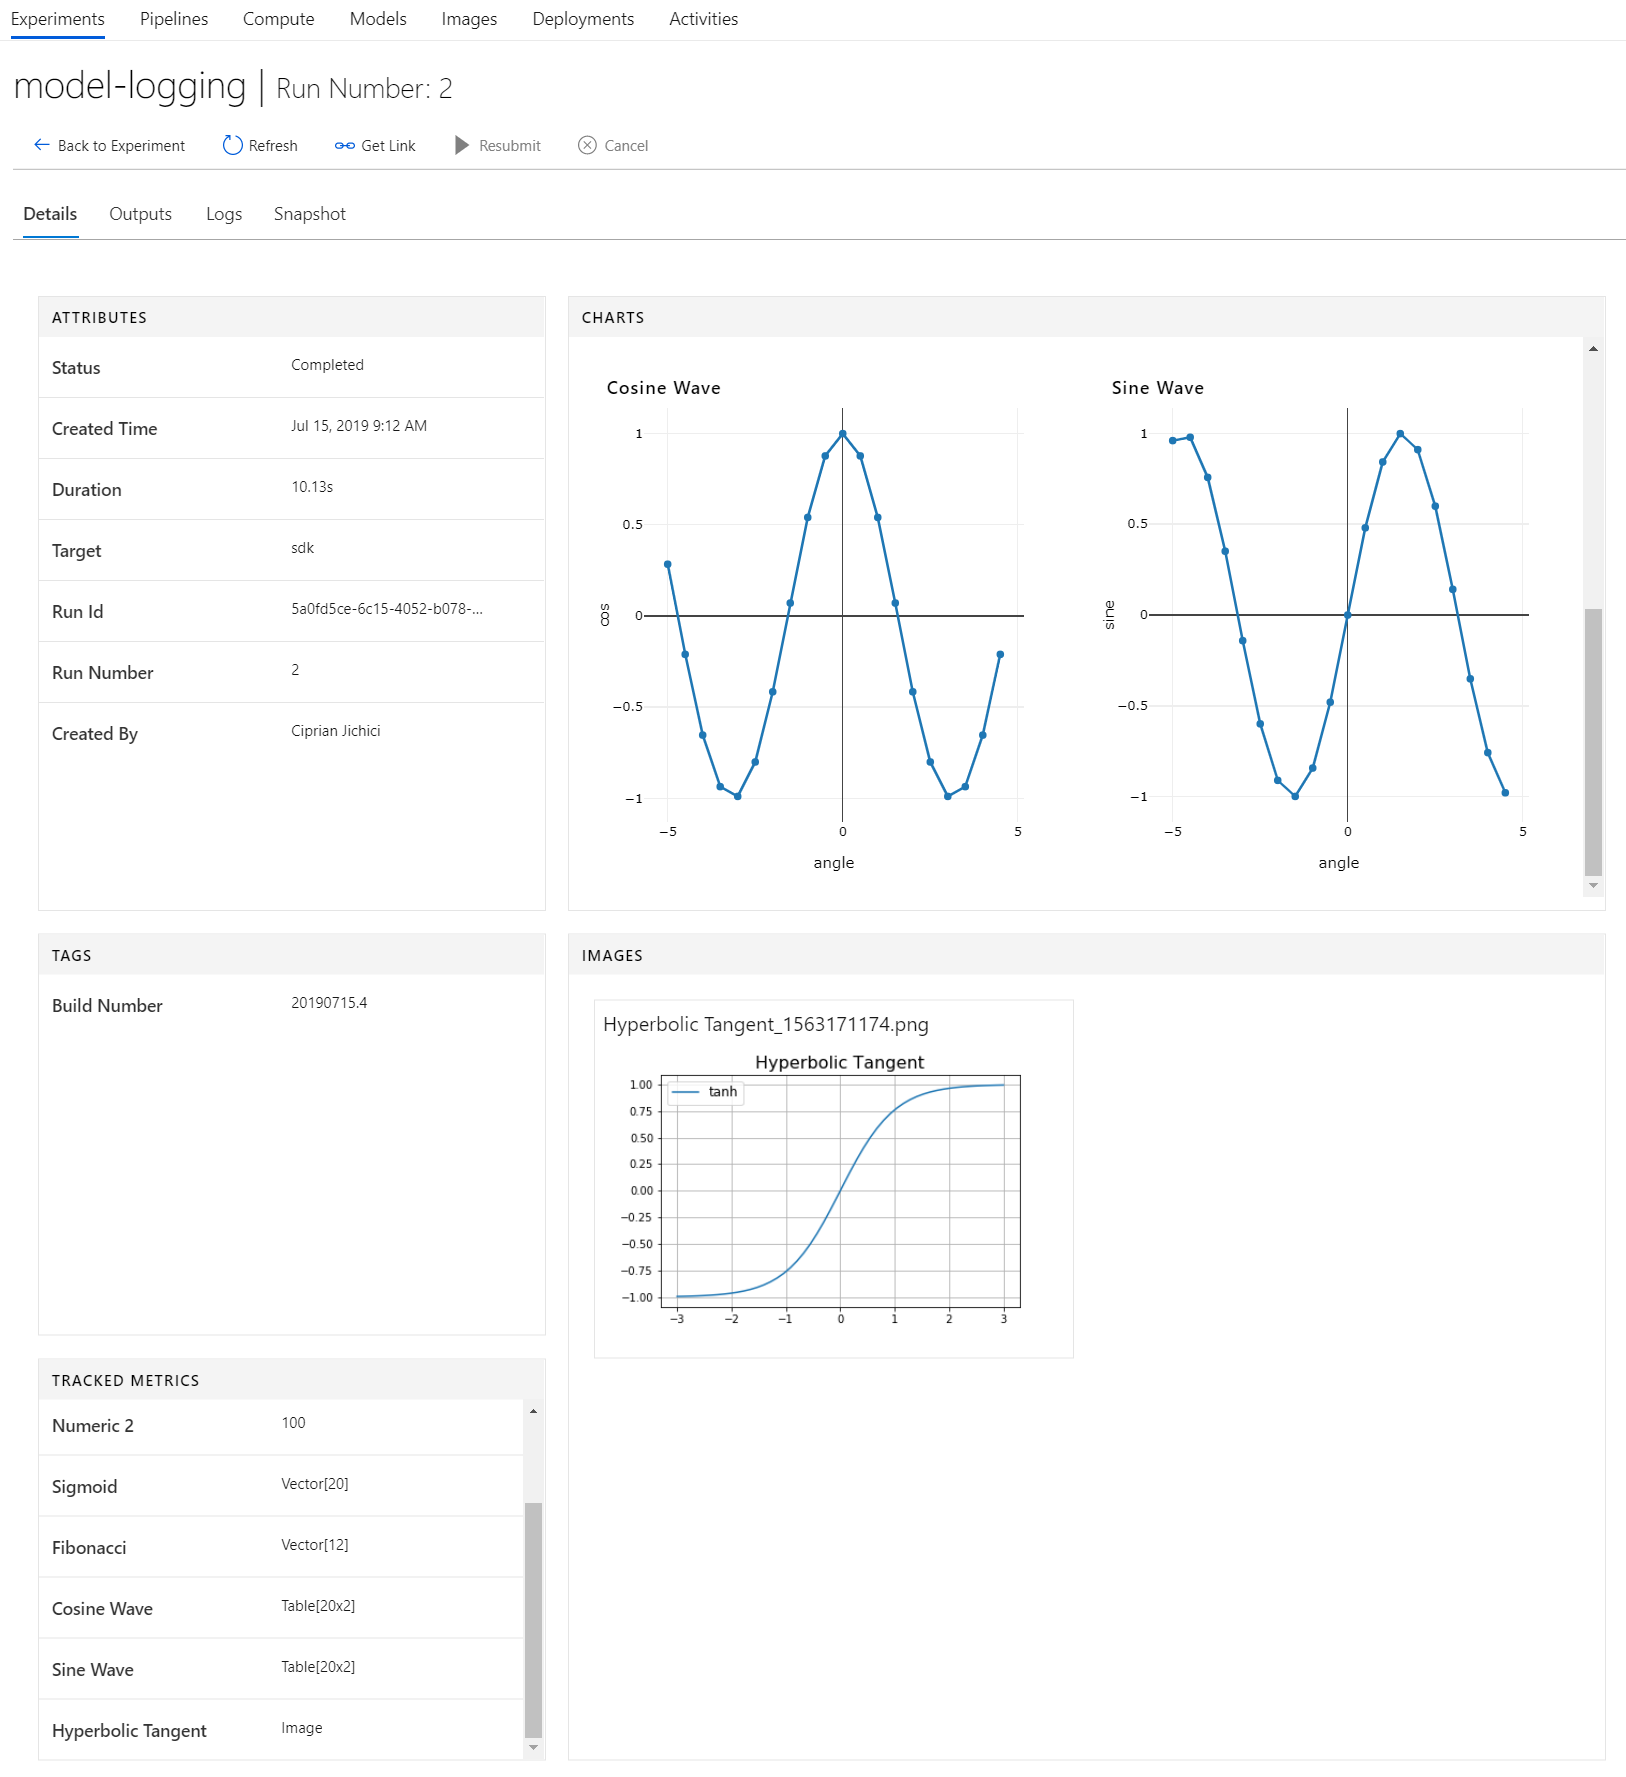 Experiments Pipelines Compute Models Images Deployments Activities
model-logging | Run Number: 2
Back to Experiment Refresh Get Link Resubmit Cancel
Details Outputs Logs Snapshot
ATTRIBUTES
Status Completed
Created Time Jul 15, 2019 9:12 AM
Duration 10.13s
Target sdk
Run Id 5a0fd5ce-6c15-4052-b078-...
Run Number 2
Created By Ciprian Jichici
CHARTS
Cosine Wave
1
0.5
0
−0.5
−1
cos
−5 0 5
angle
Sine Wave
1
0.5
0
−0.5
−1
sine
−5 0 5
angle
TAGS
Build Number 20190715.4
IMAGES
Hyperbolic Tangent_1563171174.png
Hyperbolic Tangent
tanh
1.00
0.75
0.50
0.25
0.00
−0.25
−0.50
−0.75
−1.00
−3 −2 −1 0 1 2 3
TRACKED METRICS
Numeric 2 100
Sigmoid Vector[20]
Fibonacci Vector[12]
Cosine Wave Table[20x2]
Sine Wave Table[20x2]
Hyperbolic Tangent Image